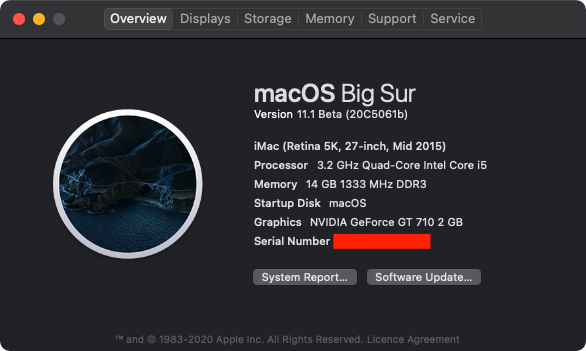 Overview Displays Storage Memory Support Service
macOS Big Sur
Version 11.1 Beta (20C5061b)
iMac (Retina 5K, 27-inch, Mid 2015)
Processor 3.2 GHz Quad-Core Intel Core i5
Memory 14 GB 1333 MHz DDR3
Startup Disk macOS
Graphics NVIDIA GeForce GT 710 2 GB
Serial Number
System Report... Software Update...
™ and © 1983-2020 Apple Inc. All Rights Reserved. Licence Agreement